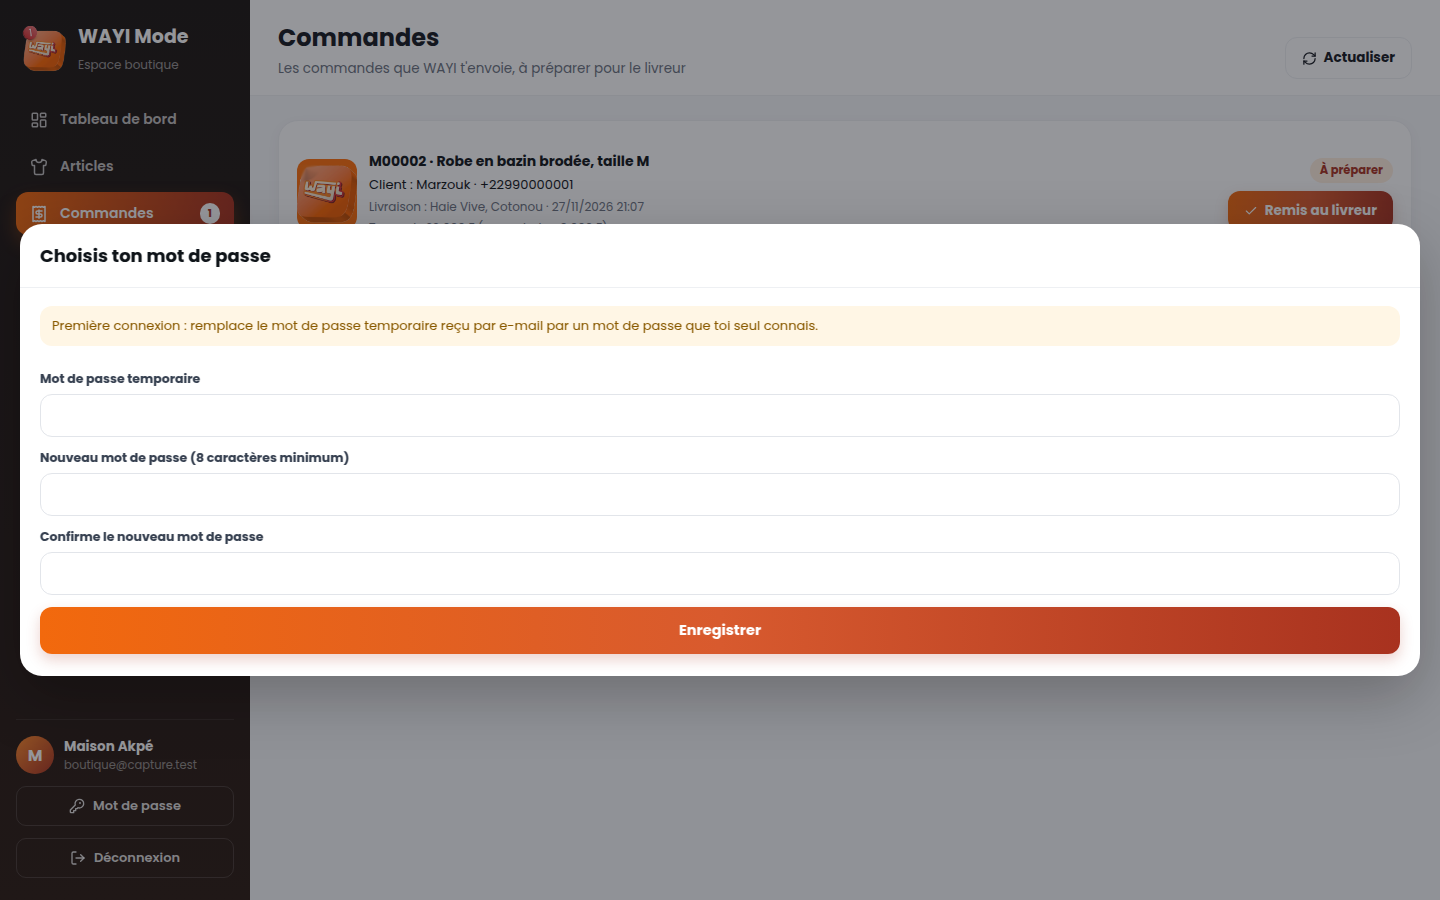 WAYI Mode
Espace boutique
Tableau de bord
Articles
Commandes
1
Commandes
Les commandes que WAYI t'envoie, à préparer pour le livreur
Actualiser
wayi
M00002 · Robe en bazin brodée, taille M
Client : Marzouk · +22990000001
Livraison : Haie Vive, Cotonou · 27/11/2026 21:07
À préparer
Remis au livreur
Choisis ton mot de passe
Première connexion : remplace le mot de passe temporaire reçu par e-mail par un mot de passe que toi seul connais.
Mot de passe temporaire
Nouveau mot de passe (8 caractères minimum)
Confirme le nouveau mot de passe
Enregistrer
M
Maison Akpé
boutique@capture.test
Mot de passe
Déconnexion